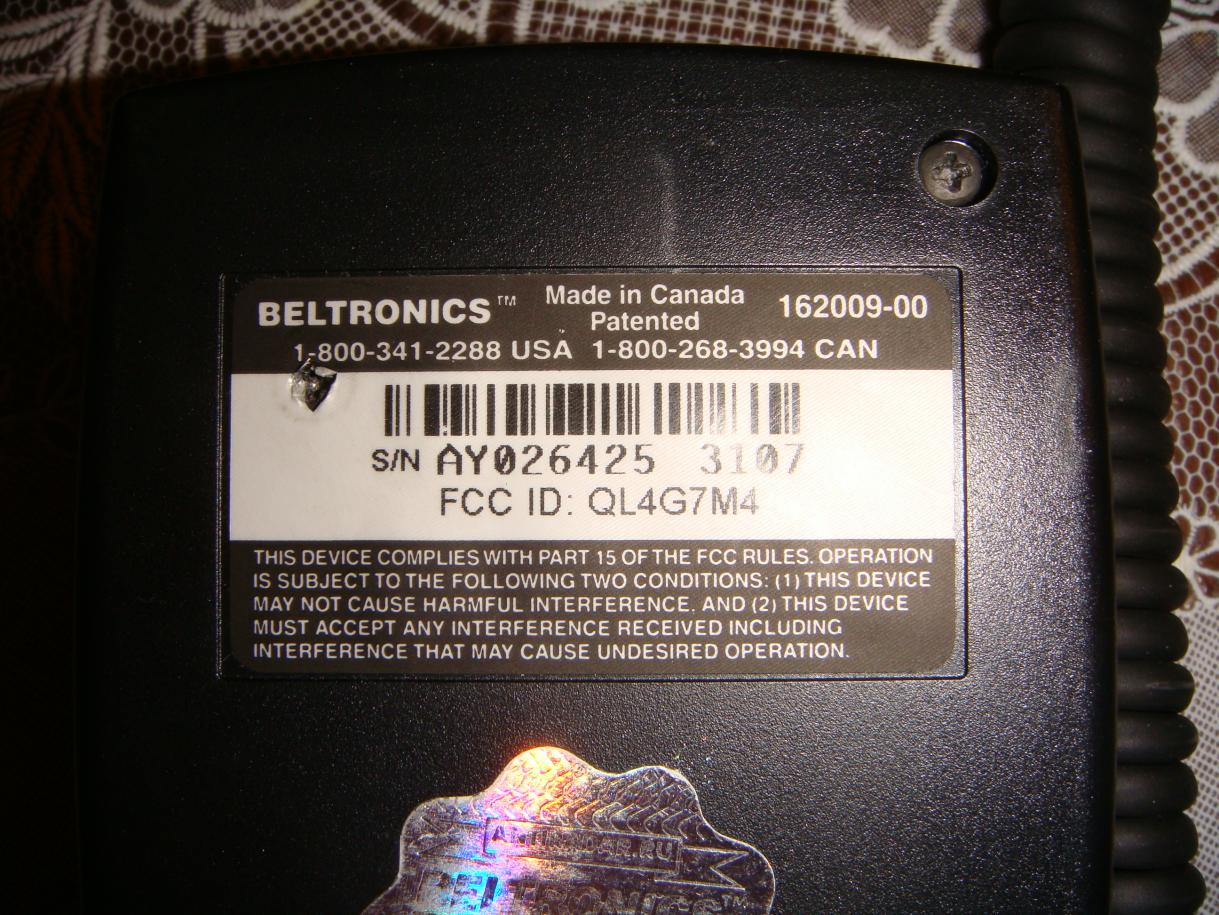 BELTRONICS™ Made in Canada 162009-00
Patented
1-800-341-2288 USA 1-800-268-3994 CAN
S/N AY026425 3107
FCC ID: QL4G7M4
THIS DEVICE COMPLIES WITH PART 15 OF THE FCC RULES. OPERATION
IS SUBJECT TO THE FOLLOWING TWO CONDITIONS: (1) THIS DEVICE
MAY NOT CAUSE HARMFUL INTERFERENCE. AND (2) THIS DEVICE
MUST ACCEPT ANY INTERFERENCE RECEIVED INCLUDING
INTERFERENCE THAT MAY CAUSE UNDESIRED OPERATION.
ANTIRADAR.RU
BELTRONICS™